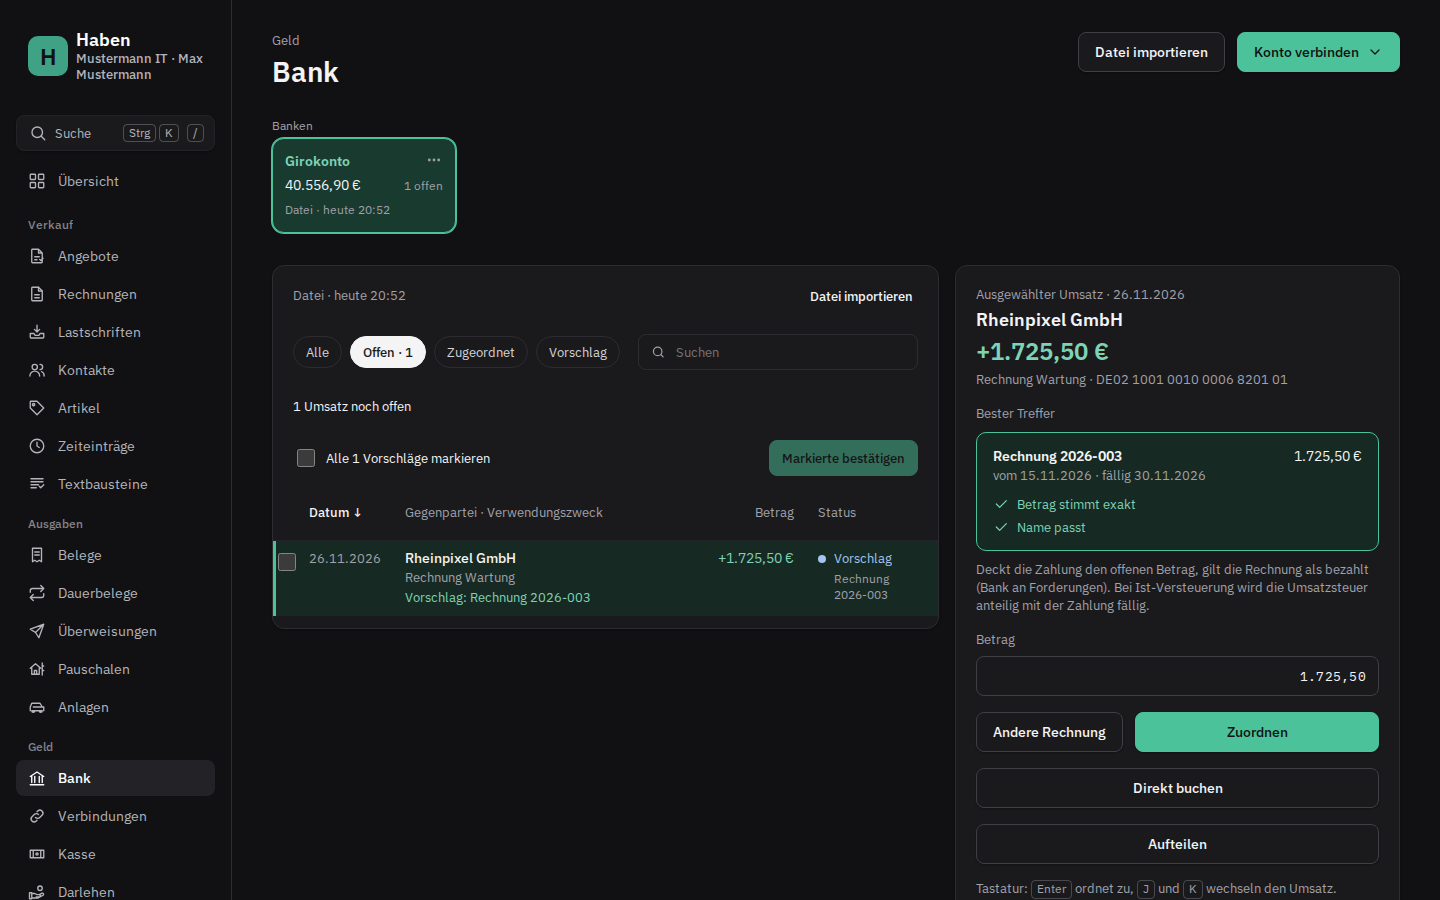 H
Haben
Mustermann IT · Max
Mustermann
Suche
Strg K /
Übersicht
Verkauf
Angebote
Rechnungen
Lastschriften
Kontakte
Artikel
Zeiteinträge
Textbausteine
Ausgaben
Belege
Dauerbelege
Überweisungen
Pauschalen
Anlagen
Geld
Bank
Verbindungen
Kasse
Darlehen
Geld
Bank
Datei importieren
Konto verbinden
Banken
Girokonto
40.556,90 € 1 offen
Datei · heute 20:52
Datei · heute 20:52
Datei importieren
Alle
Offen · 1
Zugeordnet
Vorschlag
Suchen
1 Umsatz noch offen
Alle 1 Vorschläge markieren
Markierte bestätigen
Datum ↓ Gegenpartei · Verwendungszweck Betrag Status
26.11.2026 Rheinpixel GmbH +1.725,50 € Vorschlag
Rechnung Wartung
Vorschlag: Rechnung 2026-003
Rechnung
2026-003
Ausgewählter Umsatz · 26.11.2026
Rheinpixel GmbH
+1.725,50 €
Rechnung Wartung · DE02 1001 0010 0006 8201 01
Bester Treffer
Rechnung 2026-003 1.725,50 €
vom 15.11.2026 · fällig 30.11.2026
Betrag stimmt exakt
Name passt
Deckt die Zahlung den offenen Betrag, gilt die Rechnung als bezahlt
(Bank an Forderungen). Bei Ist-Versteuerung wird die Umsatzsteuer
anteilig mit der Zahlung fällig.
Betrag
1.725,50
Andere Rechnung
Zuordnen
Direkt buchen
Aufteilen
Tastatur: Enter ordnet zu, J und K wechseln den Umsatz.